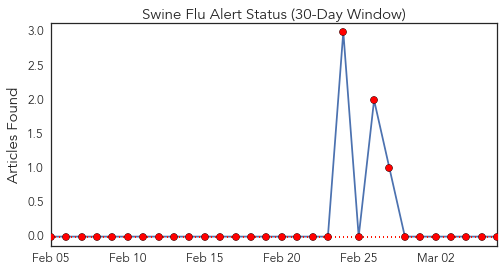 Swine Flu Alert Status (30-Day Window)
Articles Found
3.0
2.5
2.0
1.5
1.0
0.5
0.0
Feb 05 Feb 10 Feb 15 Feb 20 Feb 25 Mar 02